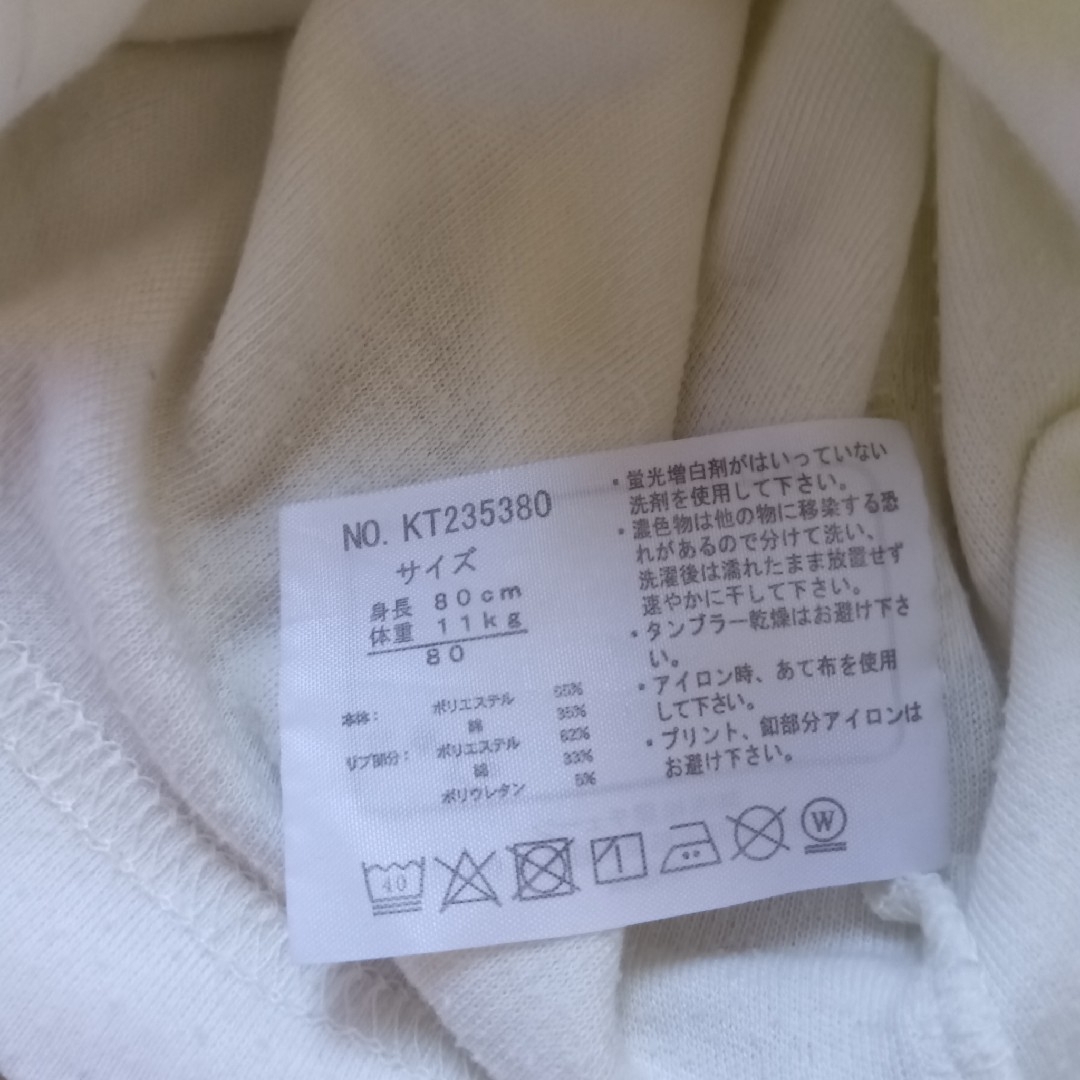 NO. KT235380
サイズ
身長 80cm
体重 11kg
80
本体: ポリエステル 65%
綿 35%
リブ部分: ポリエステル 62%
綿 33%
ポリウレタン 5%
・蛍光増白剤がはいっていない
洗剤を使用して下さい。
・濃色物は他の物に移染する恐
れがあるので分けて洗い、
洗濯後は濡れたまま放置せず
速やかに干して下さい。
・タンブラー乾燥はお避け下さ
い。
・アイロン時、あて布を使用
して下さい。
・プリント、釦部分アイロンは
お避け下さい。
40
W